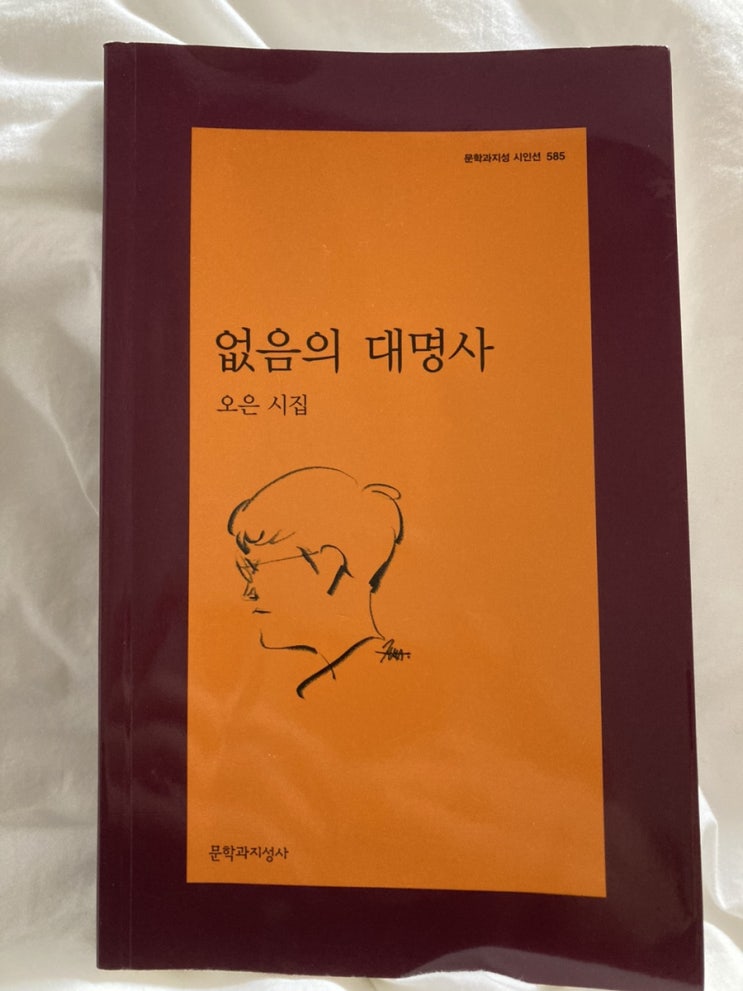 문학과지성 시인선 585
없음의 대명사
오은 시집
문학과지성사